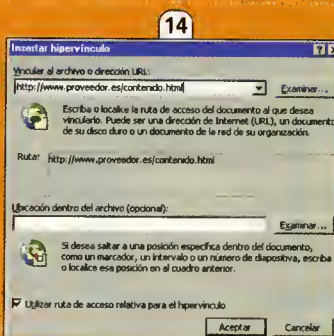 14
Insertar hipervínculo
Vincular al archivo o dirección URL:
http://www.proveedor.es/contenido.html
Examinar...
Escriba o localice la ruta de acceso del documento al que desea
vincularlo. Puede ser una dirección de Internet (URL), un documento
de su disco duro o un documento de la red de su organización.
Ruta: http://www.proveedor.es/contenido.html
Ubicación dentro del archivo (opcional):
Examinar...
Si desea saltar a una posición específica dentro del documento,
como un marcador, un intervalo o un número de diapositiva, escriba
o localice esa posición en el cuadro anterior.
Utilizar ruta de acceso relativa para el hipervínculo
Aceptar
Cancelar